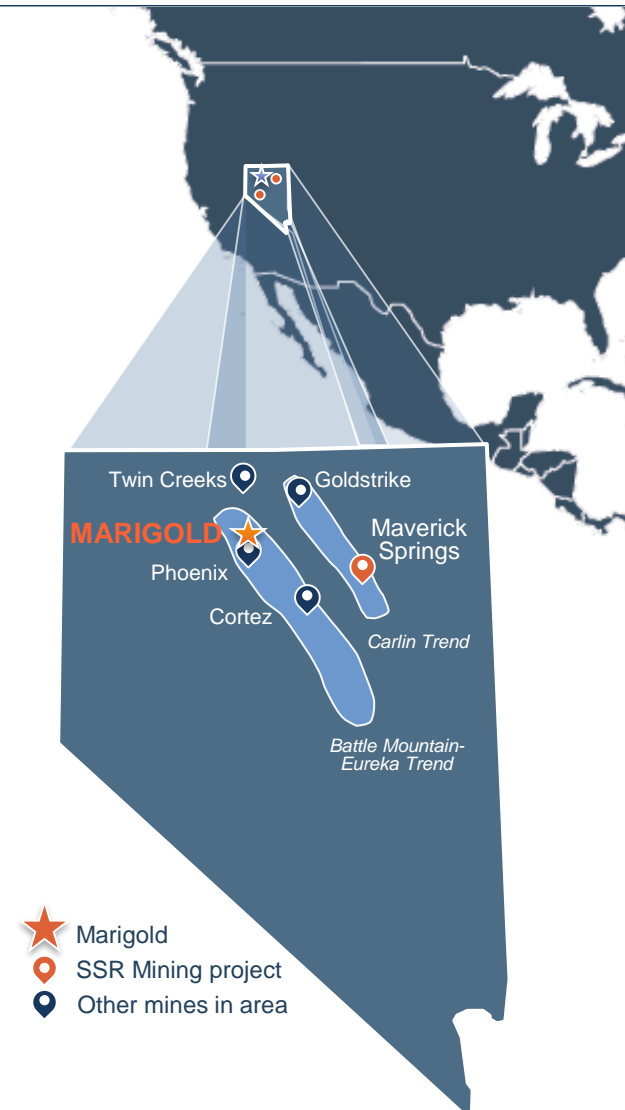 Twin Creeks
Goldstrike
MARIGOLD
Maverick
Springs
Phoenix
Cortez
Carlin Trend
Battle Mountain-
Eureka Trend
Marigold
SSR Mining project
Other mines in area